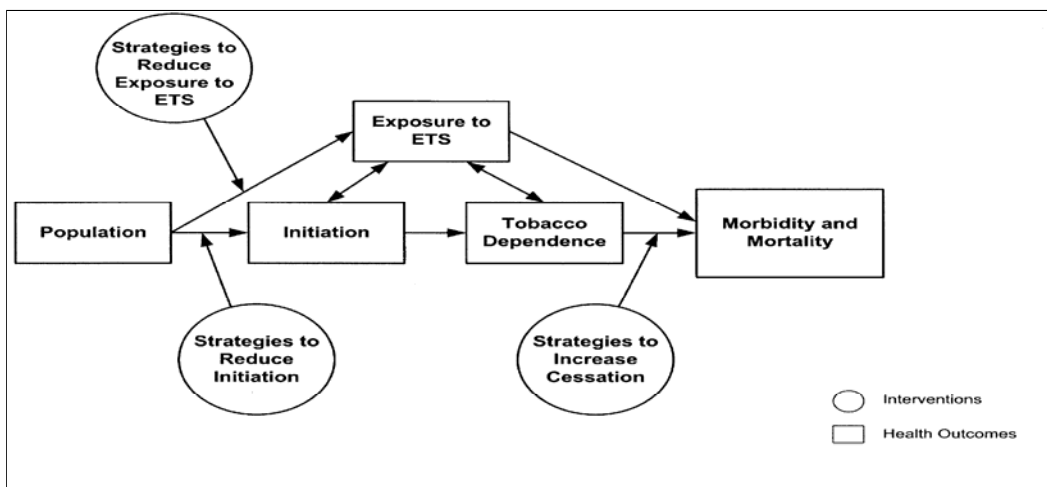 Strategies to
Reduce
Exposure to
ETS
Exposure to
ETS
Population
Initiation
Tobacco
Dependence
Morbidity and
Mortality
Strategies to
Reduce
Initiation
Strategies to
Increase
Cessation
Interventions
Health Outcomes